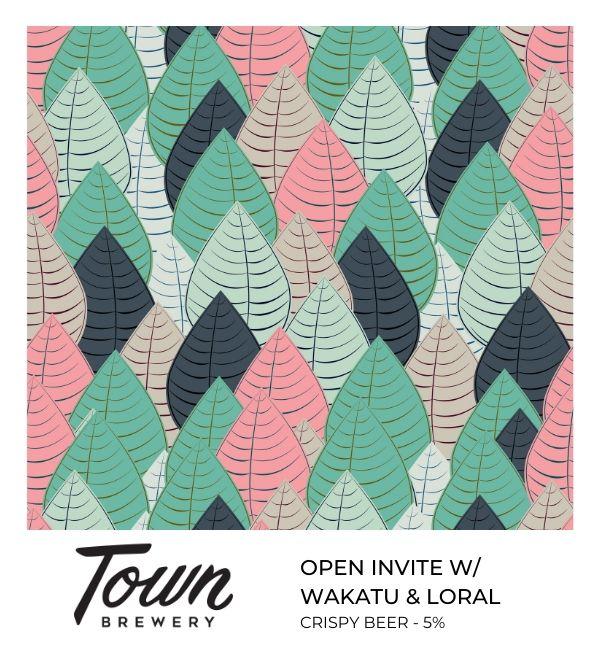 Town
BREWERY
OPEN INVITE W/
WAKATU & LORAL
CRISPY BEER - 5%